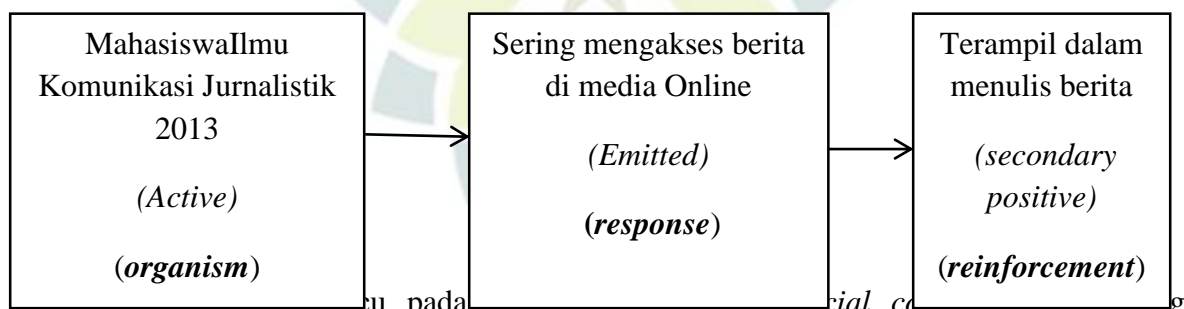 MahasiswaIlmu
Komunikasi Jurnalistik
2013
(Active)
(organism)
Sering mengakses berita
di media Online
(Emitted)
(response)
Terampil dalam
menulis berita
(secondary
positive)
(reinforcement)
pada